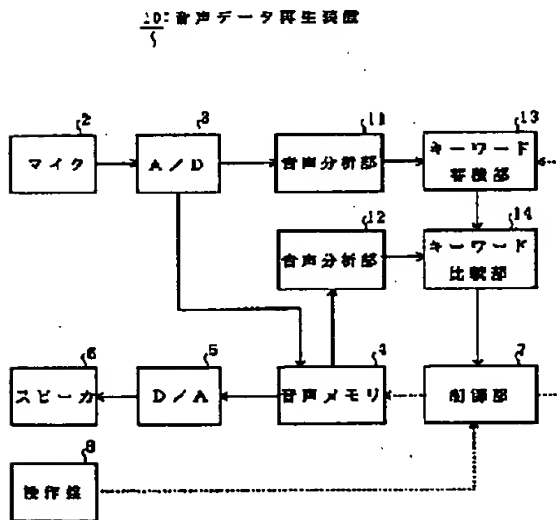 10:音声データ再生装置
2
3
11
13
マイク
A/D
音声分析部
キーワード
蓄積部
12
14
音声分析部
キーワード
比較部
6
5
4
7
スピーカ
D/A
音声メモリ
制御部
8
操作盤